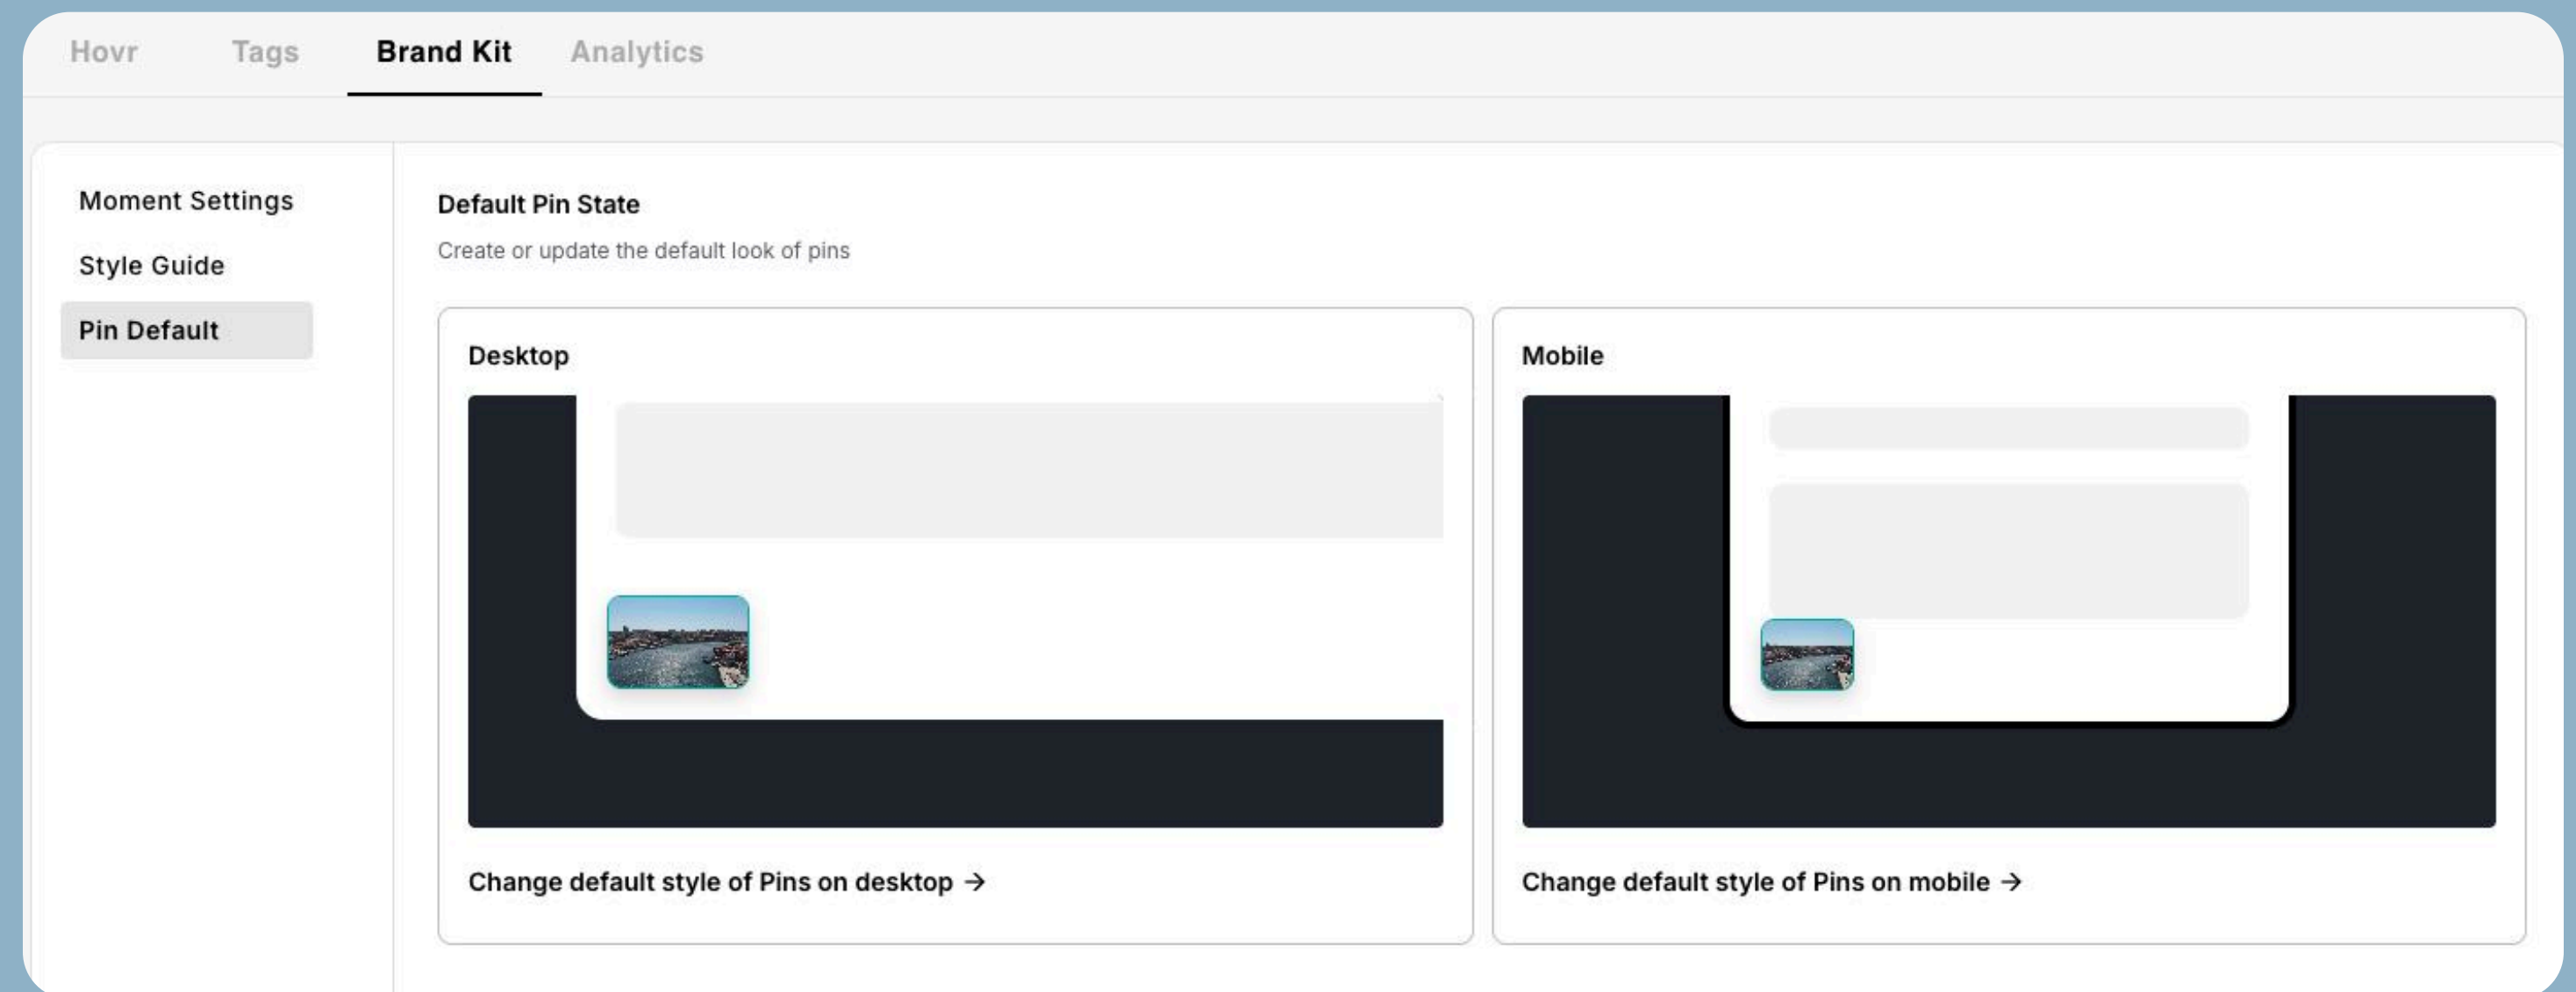 Hovr Tags Brand Kit Analytics
Moment Settings
Style Guide
Pin Default
Default Pin State
Create or update the default look of pins
Desktop
Change default style of Pins on desktop →
Mobile
Change default style of Pins on mobile →